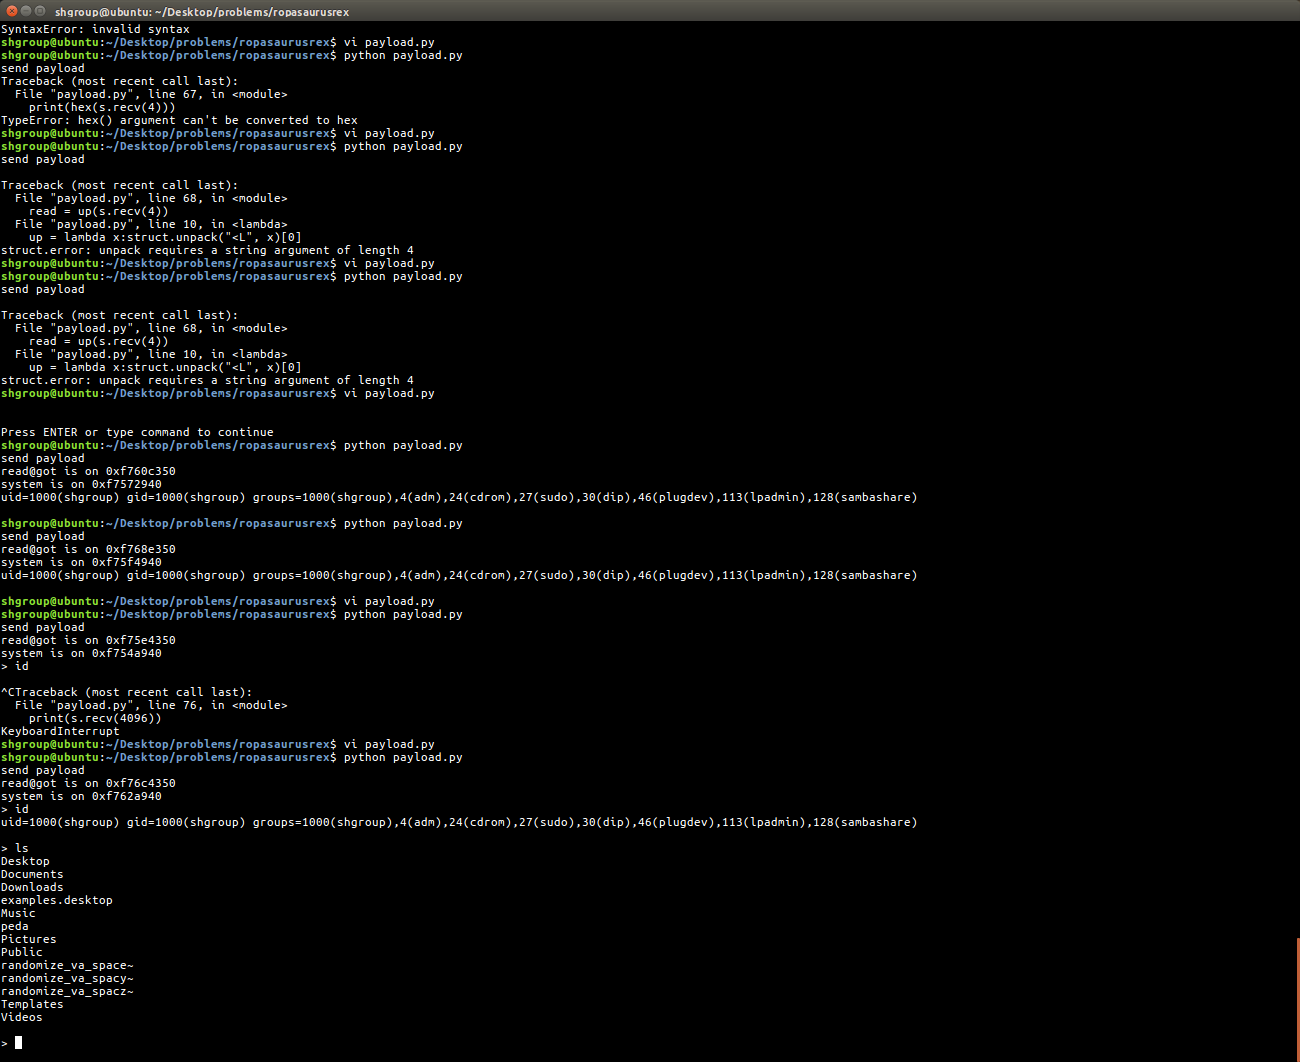 shgroup@ubuntu: ~/Desktop/problems/ropasaurusrex
SyntaxError: invalid syntax
shgroup@ubuntu:~/Desktop/problems/ropasaurusrex$ vi payload.py
shgroup@ubuntu:~/Desktop/problems/ropasaurusrex$ python payload.py
send payload
Traceback (most recent call last):
  File "payload.py", line 67, in <module>
    print(hex(s.recv(4)))
TypeError: hex() argument can't be converted to hex
shgroup@ubuntu:~/Desktop/problems/ropasaurusrex$ vi payload.py
shgroup@ubuntu:~/Desktop/problems/ropasaurusrex$ python payload.py
send payload
Traceback (most recent call last):
  File "payload.py", line 68, in <module>
    read = up(s.recv(4))
  File "payload.py", line 10, in <lambda>
    up = lambda x:struct.unpack("<L", x)[0]
struct.error: unpack requires a string argument of length 4
shgroup@ubuntu:~/Desktop/problems/ropasaurusrex$ vi payload.py
shgroup@ubuntu:~/Desktop/problems/ropasaurusrex$ python payload.py
send payload
Traceback (most recent call last):
  File "payload.py", line 68, in <module>
    read = up(s.recv(4))
  File "payload.py", line 10, in <lambda>
    up = lambda x:struct.unpack("<L", x)[0]
struct.error: unpack requires a string argument of length 4
shgroup@ubuntu:~/Desktop/problems/ropasaurusrex$ vi payload.py
Press ENTER or type command to continue
shgroup@ubuntu:~/Desktop/problems/ropasaurusrex$ python payload.py
send payload
read@got is on 0xf760c350
system is on 0xf7572940
uid=1000(shgroup) gid=1000(shgroup) groups=1000(shgroup),4(adm),24(cdrom),27(sudo),30(dip),46(plugdev),113(lpadmin),128(sambashare)
shgroup@ubuntu:~/Desktop/problems/ropasaurusrex$ python payload.py
send payload
read@got is on 0xf768e350
system is on 0xf75f4940
uid=1000(shgroup) gid=1000(shgroup) groups=1000(shgroup),4(adm),24(cdrom),27(sudo),30(dip),46(plugdev),113(lpadmin),128(sambashare)
shgroup@ubuntu:~/Desktop/problems/ropasaurusrex$ vi payload.py
shgroup@ubuntu:~/Desktop/problems/ropasaurusrex$ python payload.py
send payload
read@got is on 0xf75e4350
system is on 0xf754a940
> id
^CTraceback (most recent call last):
  File "payload.py", line 76, in <module>
    print(s.recv(4096))
KeyboardInterrupt
shgroup@ubuntu:~/Desktop/problems/ropasaurusrex$ vi payload.py
shgroup@ubuntu:~/Desktop/problems/ropasaurusrex$ python payload.py
send payload
read@got is on 0xf76c4350
system is on 0xf762a940
> id
uid=1000(shgroup) gid=1000(shgroup) groups=1000(shgroup),4(adm),24(cdrom),27(sudo),30(dip),46(plugdev),113(lpadmin),128(sambashare)
> ls
Desktop
Documents
Downloads
examples.desktop
Music
peda
Pictures
Public
randomize_va_space~
randomize_va_spacy~
randomize_va_spacz~
Templates
Videos
>